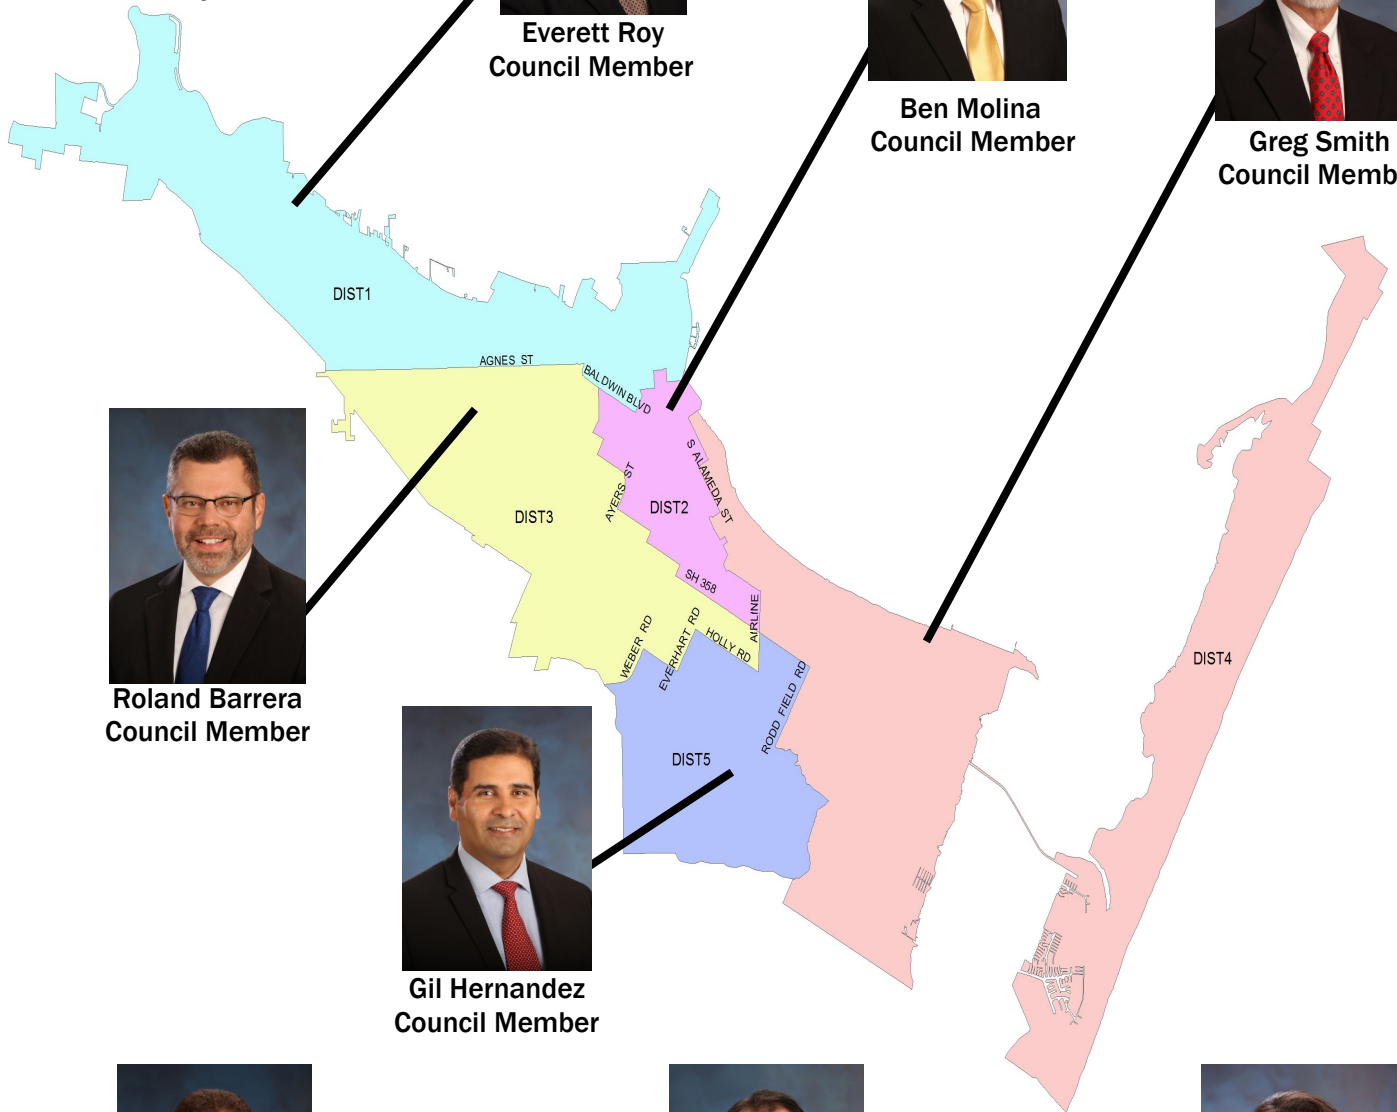 Everett Roy
Council Member
Ben Molina
Council Member
Greg Smith
Council Memb
DIST1
AGNES ST
BALDWIN BLVD
S ALAMEDA ST
AYERS ST
DIST2
DIST3
SH 358
AIRLINE
WEBER RD
EVERHART RD
HOLLY RD
RODD FIELD RD
DIST4
DIST5
Roland Barrera
Council Member
Gil Hernandez
Council Member